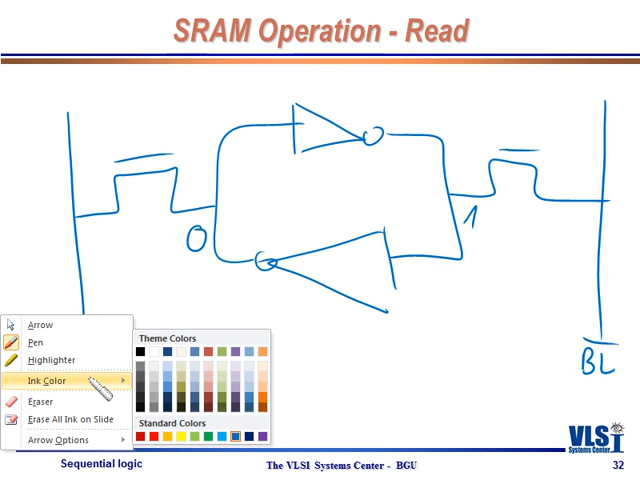 SRAM Operation - Read
0
1
B̅L̅
Arrow
Pen
Highlighter
Ink Color
Eraser
Erase All Ink on Slide
Arrow Options
Theme Colors
Standard Colors
VLSI
Systems Center
Sequential logic
The VLSI Systems Center - BGU
32